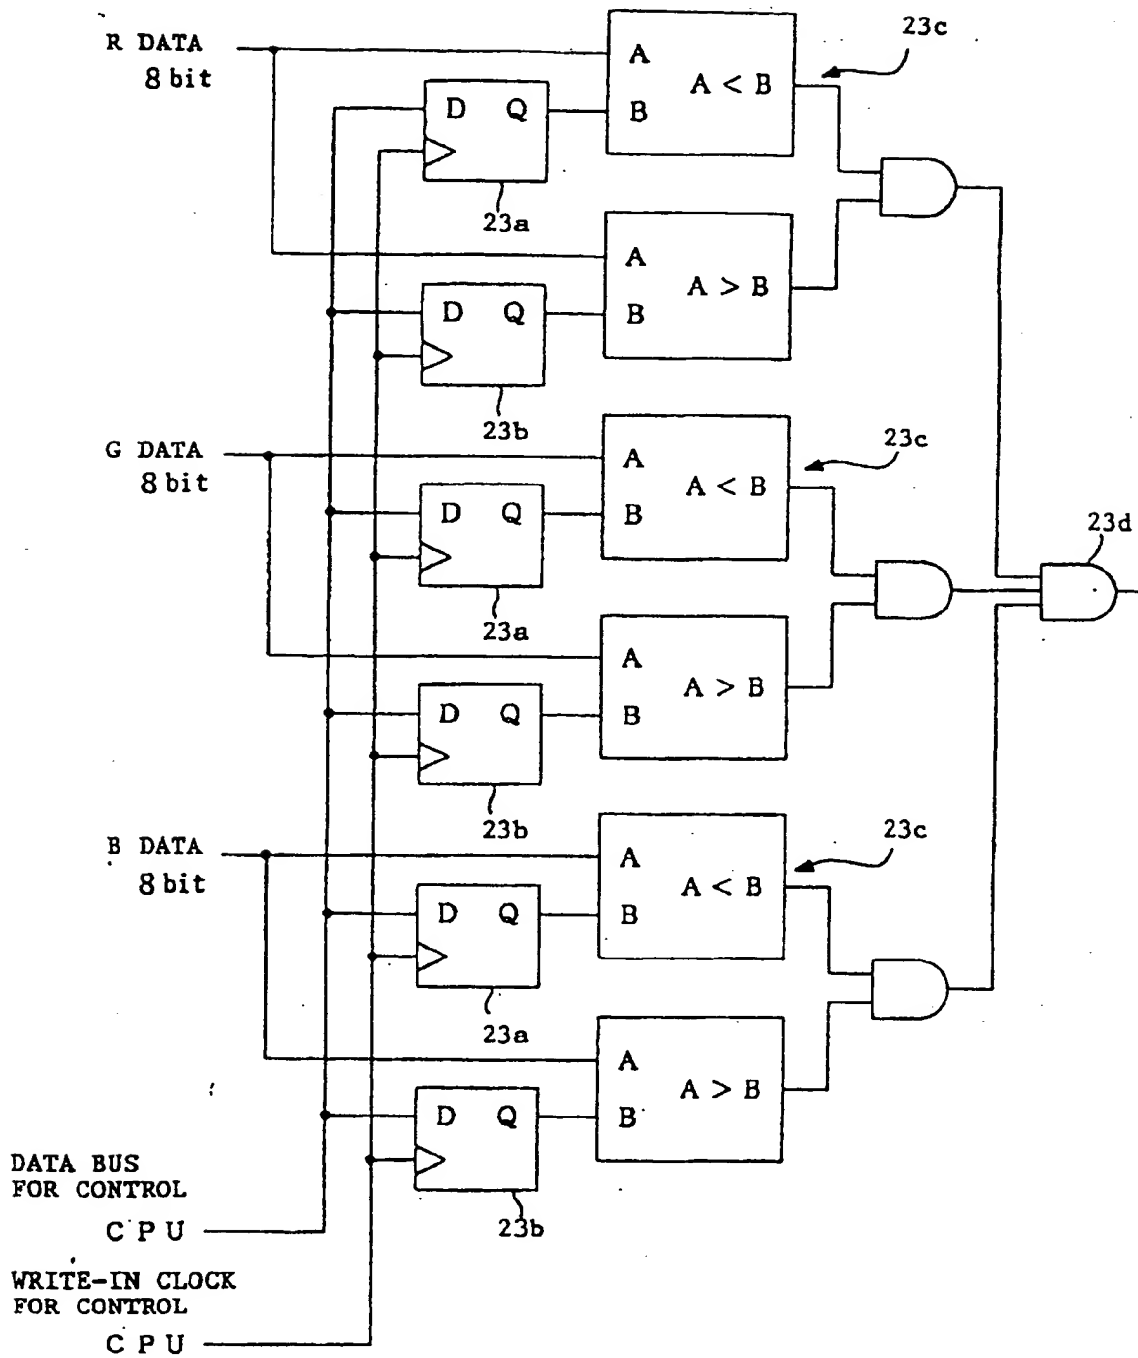 R DATA
8 bit
A
B
A < B
23c
D Q
23a
A
B
A > B
D Q
23b
G DATA
8 bit
A
B
A < B
23c
D Q
23a
23d
A
B
A > B
D Q
23b
B DATA
8 bit
A
B
A < B
23c
D Q
23a
A
B
A > B
D Q
23b
DATA BUS
FOR CONTROL
CPU
WRITE-IN CLOCK
FOR CONTROL
CPU